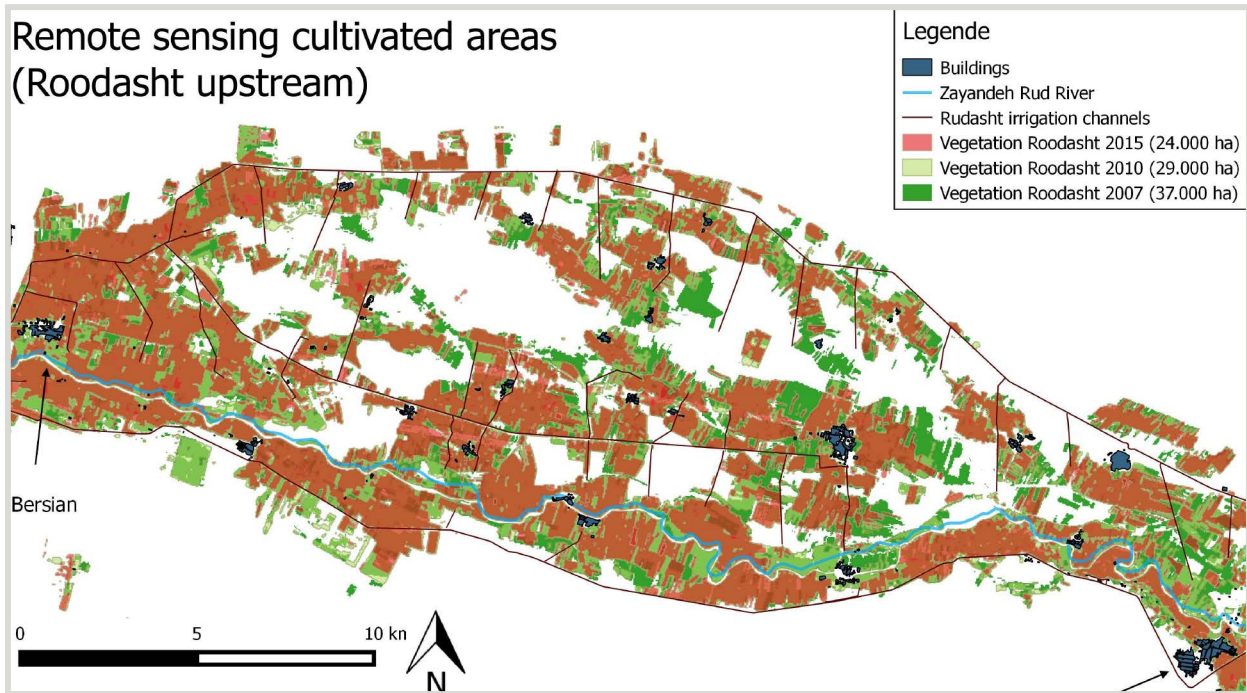 Remote sensing cultivated areas
(Roodasht upstream)
Legende
Buildings
Zayandeh Rud River
Rudasht irrigation channels
Vegetation Roodasht 2015 (24.000 ha)
Vegetation Roodasht 2010 (29.000 ha)
Vegetation Roodasht 2007 (37.000 ha)
Bersian
0 5 10 kn
N